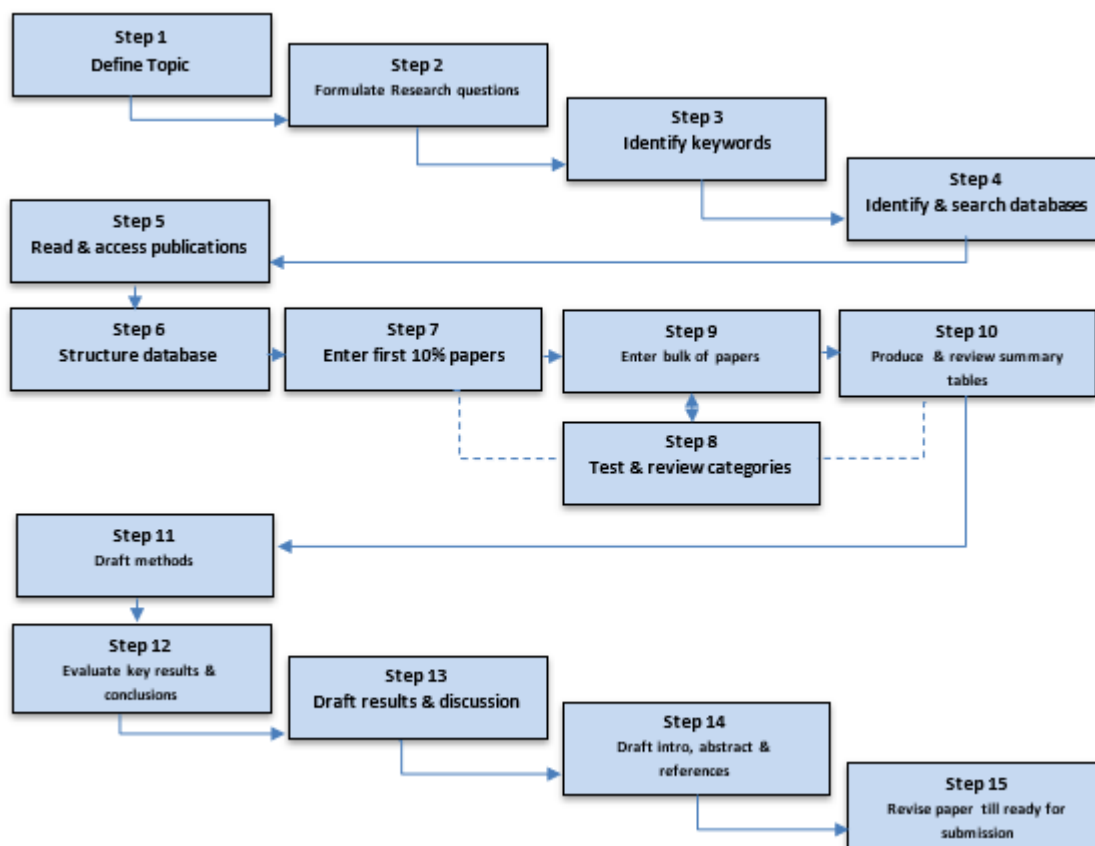 Step 1
Define Topic
Step 2
Formulate Research questions
Step 3
Identify keywords
Step 4
Identify & search databases
Step 5
Read & access publications
Step 6
Structure database
Step 7
Enter first 10% papers
Step 9
Enter bulk of papers
Step 10
Produce & review summary
tables
Step 8
Test & review categories
Step 11
Draft methods
Step 12
Evaluate key results &
conclusions
Step 13
Draft results & discussion
Step 14
Draft intro, abstract &
references
Step 15
Revise paper till ready for
submission